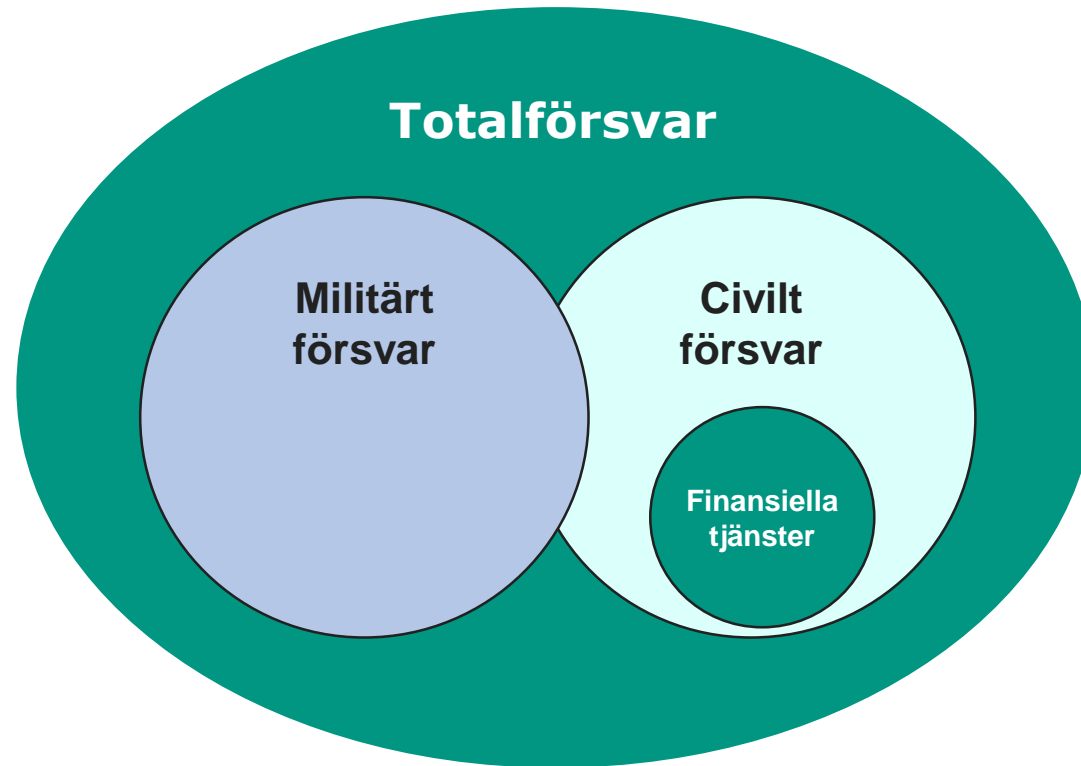 Totalförsvar
Militärt
försvar
Civilt
försvar
Finansiella
tjänster